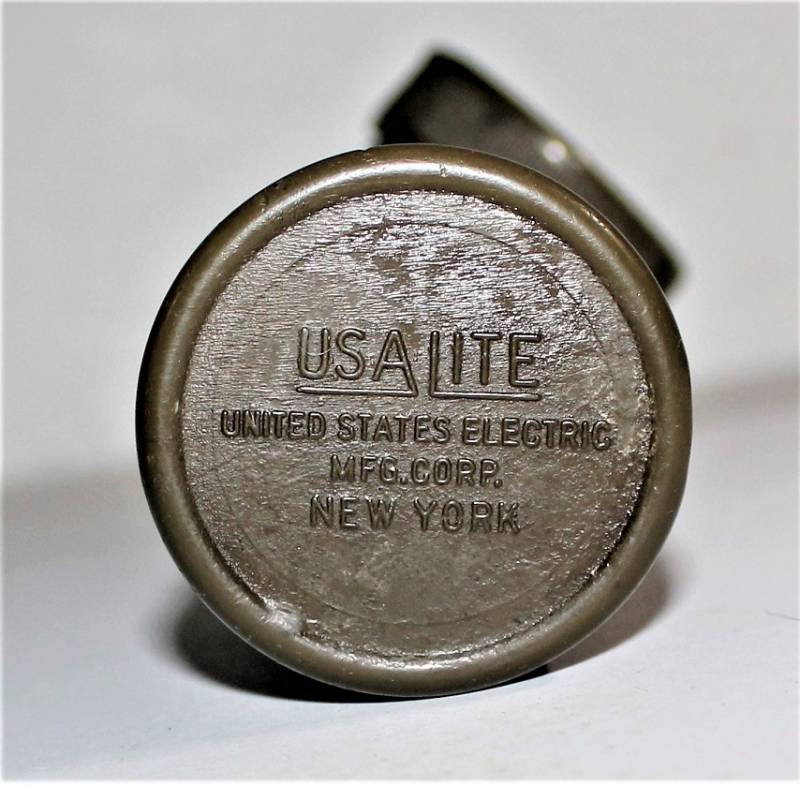 USALITE
UNITED STATES ELECTRIC
MFG. CORP.
NEW YORK